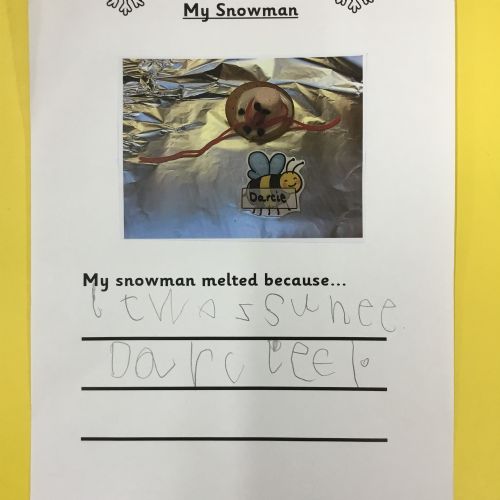 My Snowman
Darcie
My snowman melted because...
it was sunee.
Darcie